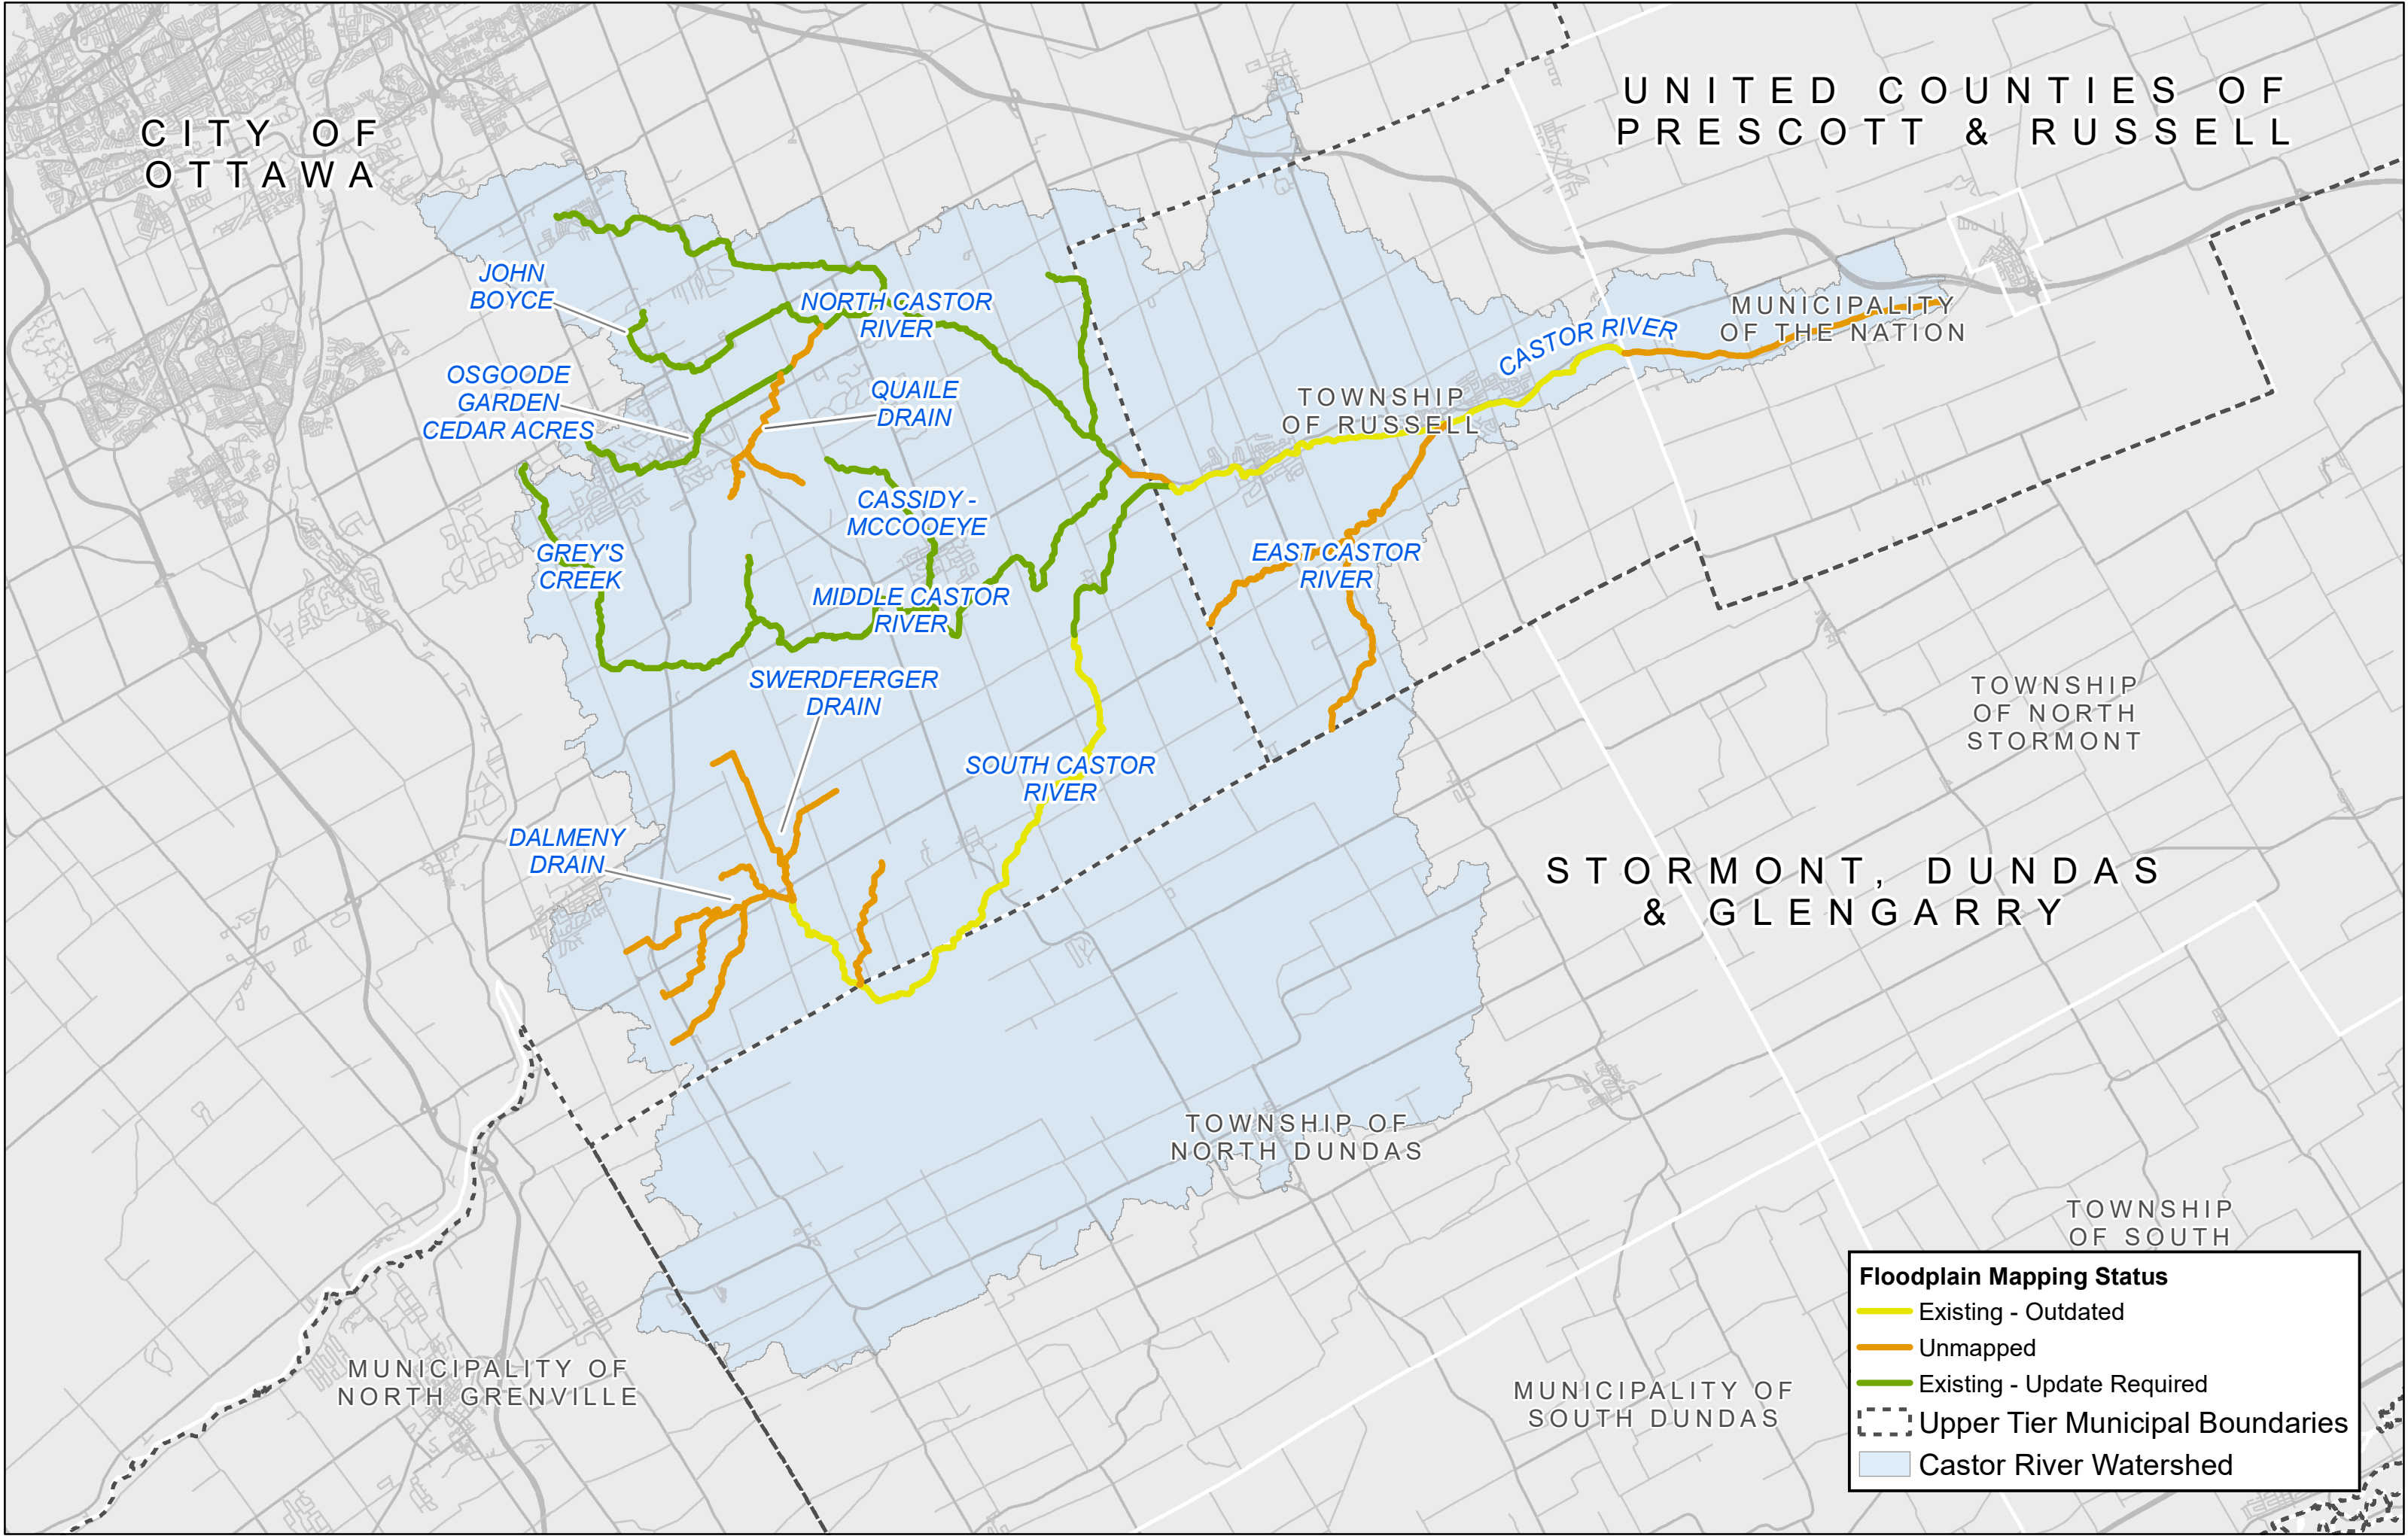 UNITED COUNTIES OF
PRESCOTT & RUSSELL
CITY OF
OTTAWA
JOHN
BOYCE
NORTH CASTOR
RIVER
MUNICIPALITY
OF THE NATION
CASTOR RIVER
OSGOODE
GARDEN
CEDAR ACRES
QUAILE
DRAIN
TOWNSHIP
OF RUSSELL
CASSIDY -
MCCOOEYE
GREY'S
CREEK
EAST CASTOR
RIVER
MIDDLE CASTOR
RIVER
SWERDFERGER
DRAIN
TOWNSHIP
OF NORTH
STORMONT
SOUTH CASTOR
RIVER
DALMENY
DRAIN
STORMONT, DUNDAS
& GLENGARRY
TOWNSHIP OF
NORTH DUNDAS
TOWNSHIP
OF SOUTH
MUNICIPALITY OF
NORTH GRENVILLE
MUNICIPALITY OF
SOUTH DUNDAS
Floodplain Mapping Status
Existing - Outdated
Unmapped
Existing - Update Required
Upper Tier Municipal Boundaries
Castor River Watershed